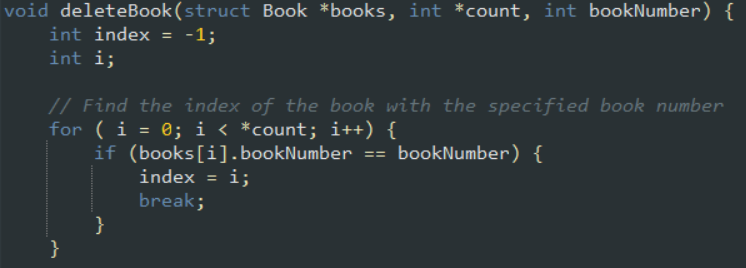 void deleteBook(struct Book *books, int *count, int bookNumber) {
    int index = -1;
    int i;

    // Find the index of the book with the specified book number
    for ( i = 0; i < *count; i++) {
        if (books[i].bookNumber == bookNumber) {
            index = i;
            break;
        }
    }